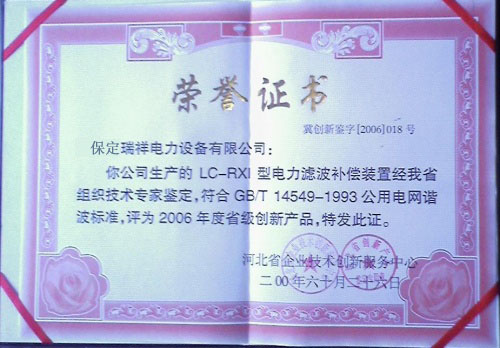 荣誉证书
冀创新鉴字[2006]018号
保定瑞祥电力设备有限公司：
你公司生产的 LC-RXI 型电力滤波补偿装置经我省
组织技术专家鉴定，符合 GB/T 14549-1993 公用电网谐
波标准，评为 2006 年度省级创新产品，特发此证。
河北省企业技术创新服务中心
二00年六十月二十六日